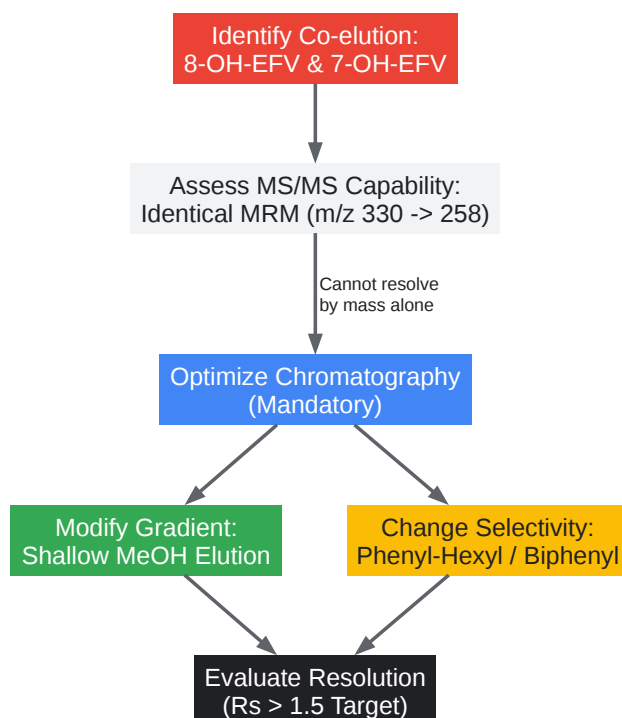 Identify Co-elution:
8-OH-EFV & 7-OH-EFV
Assess MS/MS Capability:
Identical MRM (m/z 330 -> 258)
Cannot resolve
by mass alone
Optimize Chromatography
(Mandatory)
Modify Gradient:
Shallow MeOH Elution
Change Selectivity:
Phenyl-Hexyl / Biphenyl
Evaluate Resolution
(Rs > 1.5 Target)